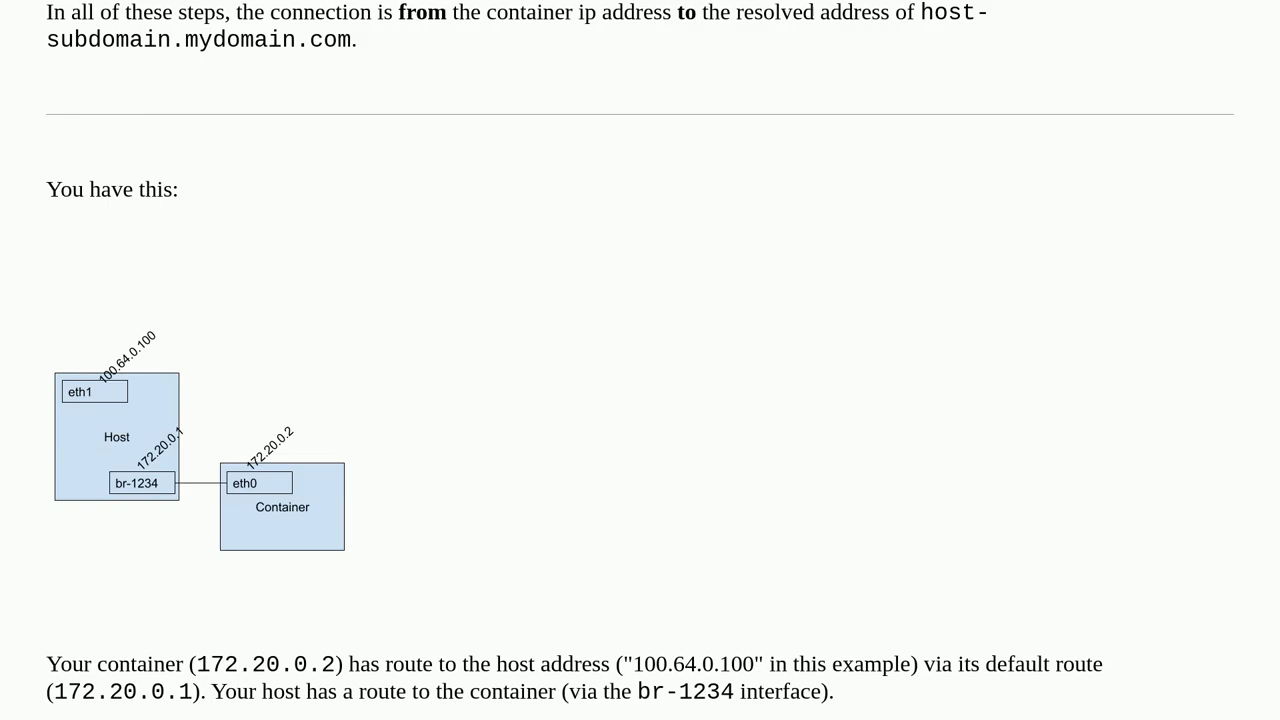 In all of these steps, the connection is from the container ip address to the resolved address of host-
subdomain.mydomain.com.
You have this:
100.64.0.100
eth1
Host
172.20.0.1
172.20.0.2
br-1234
eth0
Container
Your container (172.20.0.2) has route to the host address ("100.64.0.100" in this example) via its default route
(172.20.0.1). Your host has a route to the container (via the br-1234 interface).